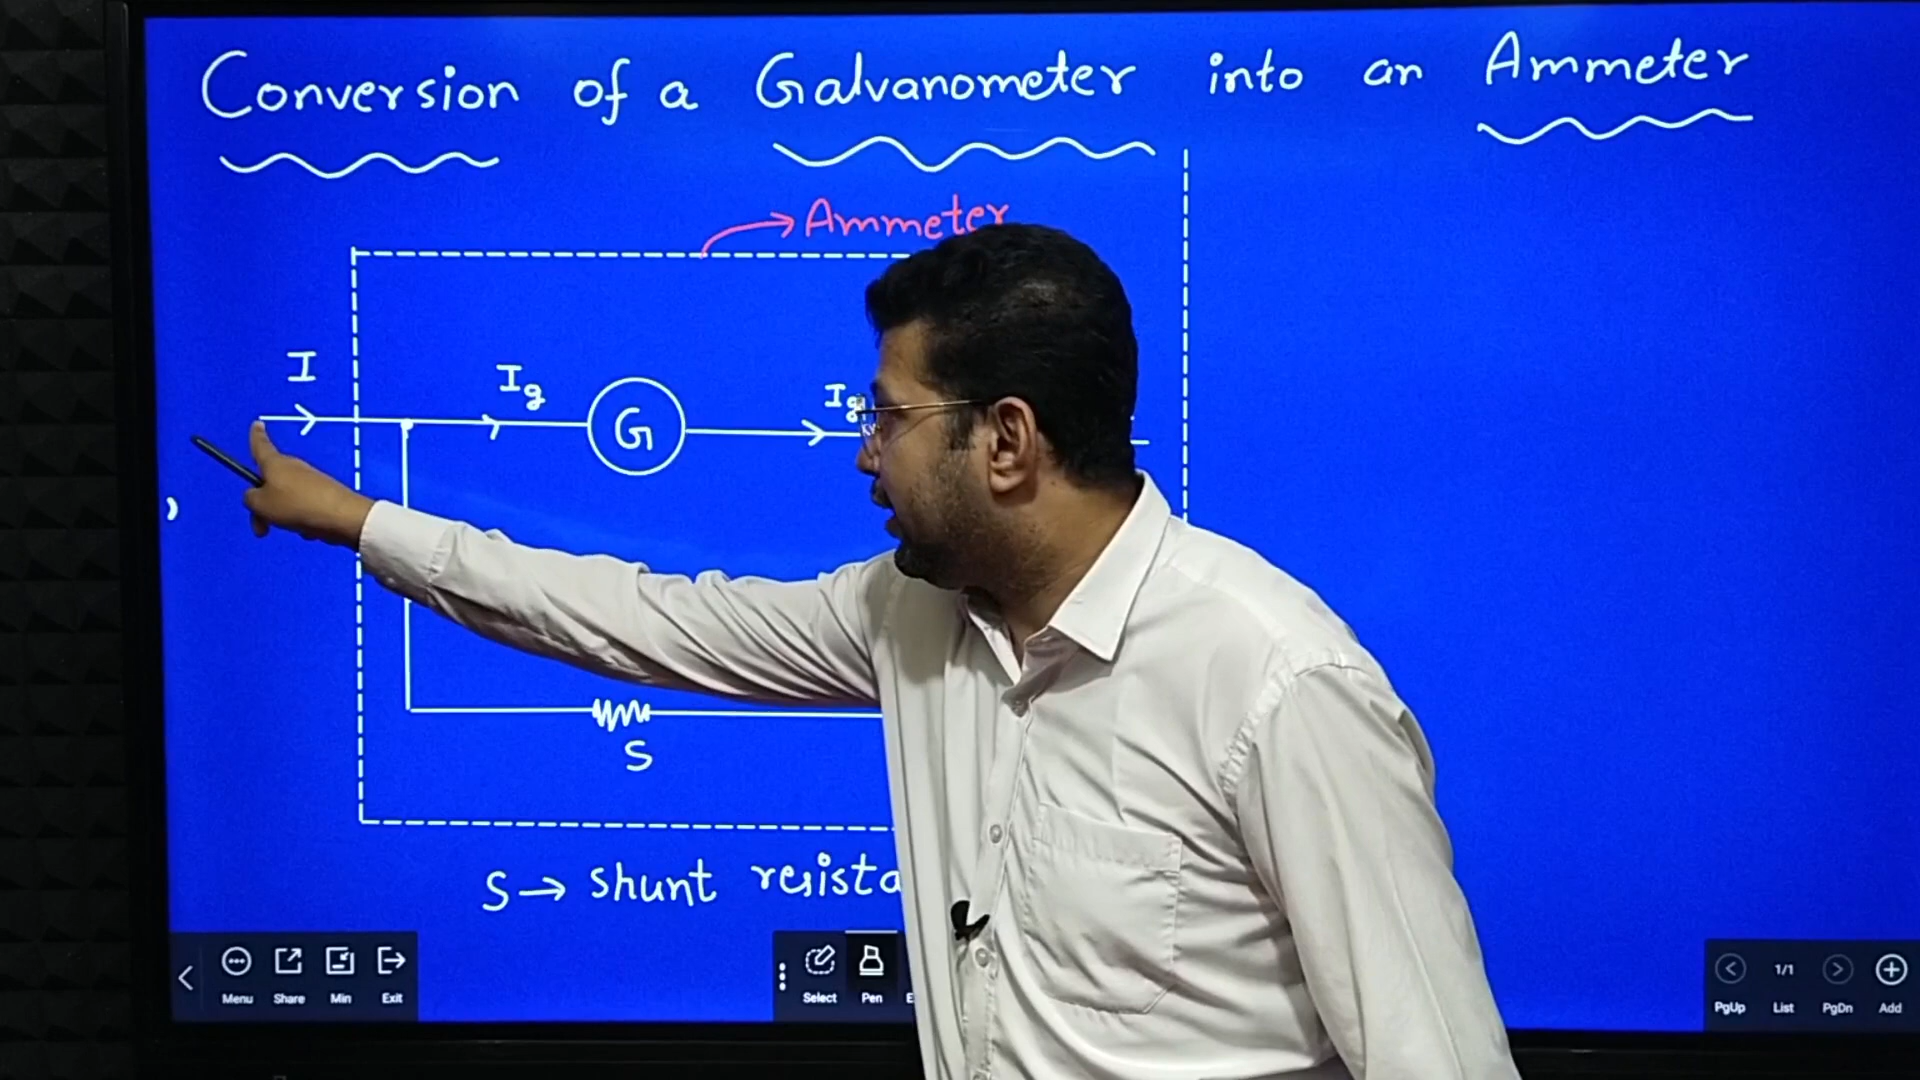 Conversion of a Galvanometer into an Ammeter
Ammeter
I
Ig
G
Ig
S
S → shunt
Menu Share Min Exit
Select Pen
PgUp 1/1 List PgDn Add